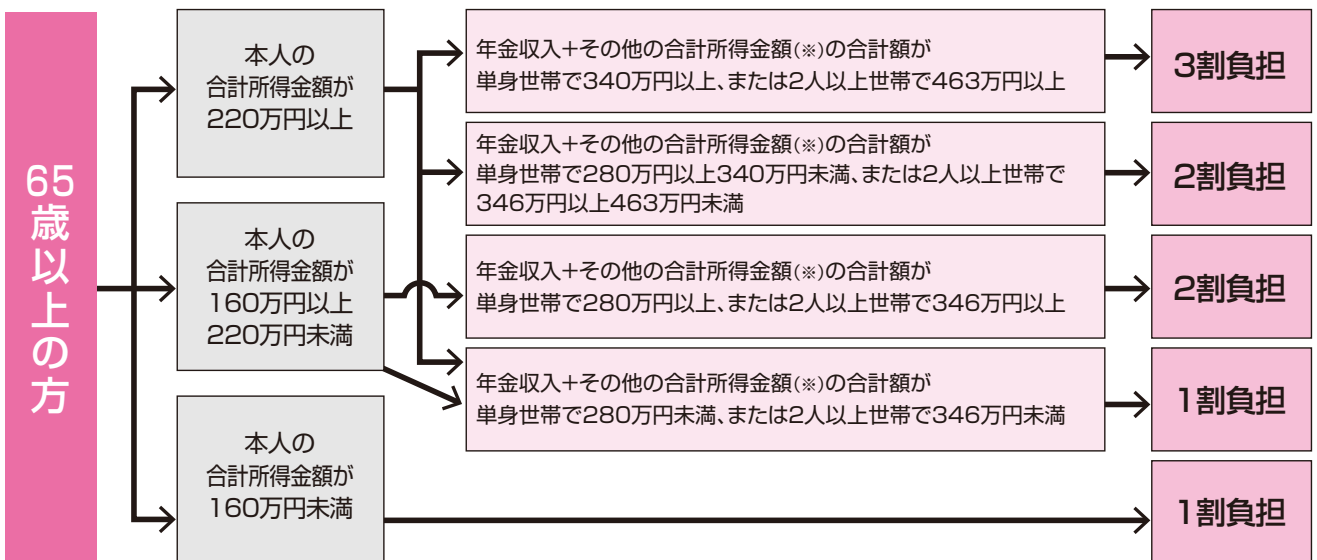 65歳以上の方
本人の
合計所得金額が
220万円以上
年金収入+その他の合計所得金額(※)の合計額が
単身世帯で340万円以上、または2人以上世帯で463万円以上
3割負担
年金収入+その他の合計所得金額(※)の合計額が
単身世帯で280万円以上340万円未満、または2人以上世帯で
346万円以上463万円未満
2割負担
本人の
合計所得金額が
160万円以上
220万円未満
年金収入+その他の合計所得金額(※)の合計額が
単身世帯で280万円以上、または2人以上世帯で346万円以上
2割負担
年金収入+その他の合計所得金額(※)の合計額が
単身世帯で280万円未満、または2人以上世帯で346万円未満
1割負担
本人の
合計所得金額が
160万円未満
1割負担